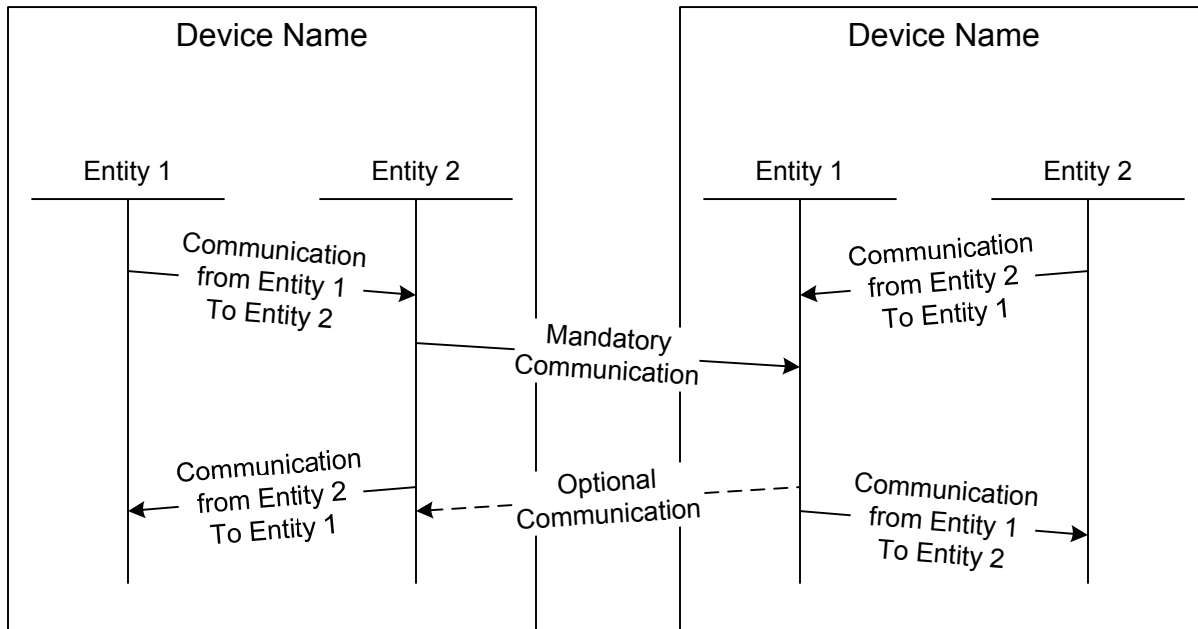 Device Name
Device Name
Entity 1
Entity 2
Entity 1
Entity 2
Communication
from Entity 1
To Entity 2
Communication
from Entity 2
To Entity 1
Mandatory
Communication
Communication
from Entity 2
To Entity 1
Optional
Communication
Communication
from Entity 1
To Entity 2